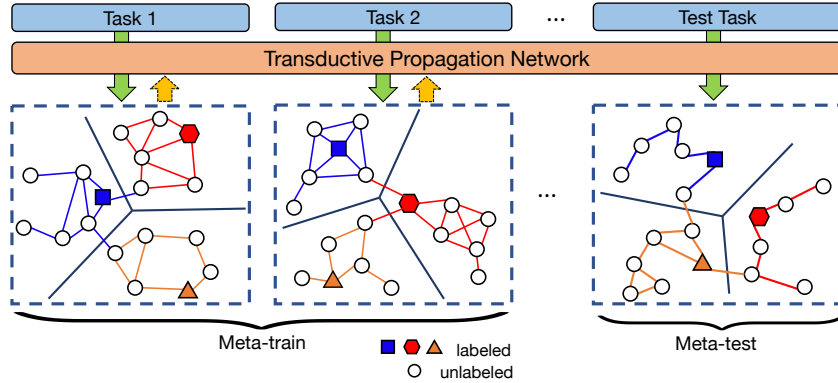 Task 1
Task 2
...
Test Task
Transductive Propagation Network
...
Meta-train
Meta-test
labeled
unlabeled